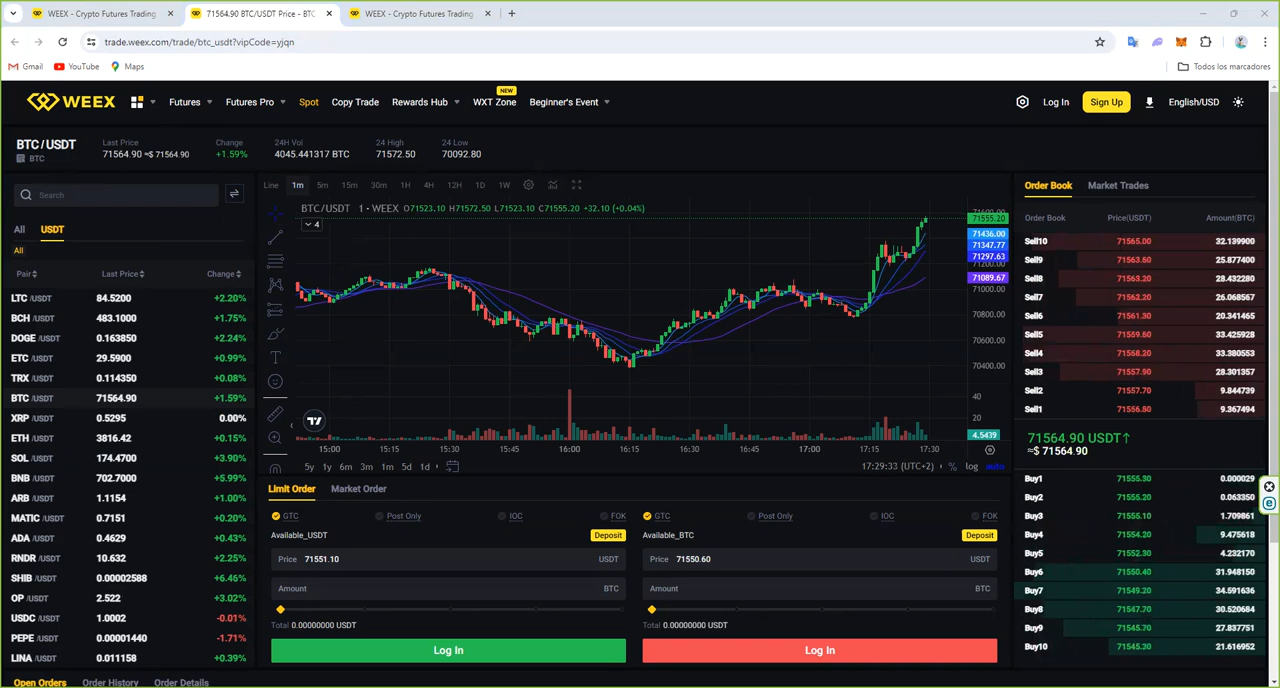 WEEX - Crypto Futures Trading
71564.90 BTC/USDT Price - BTC
WEEX - Crypto Futures Trading
trade.weex.com/trade/btc_usdt?vipCode=yjqn
Gmail YouTube Maps Todos los marcadores
WEEX Futures Futures Pro Spot Copy Trade Rewards Hub NEW WXT Zone Beginner's Event Log In Sign Up English/USD
BTC/USDT Last Price Change 24H Vol 24 High 24 Low
BTC 71564.90 ≈$ 71564.90 +1.59% 4045.441317 BTC 71572.50 70092.80
Search
All USDT
All
Pair Last Price Change
LTC /USDT 84.5200 +2.20%
BCH /USDT 483.1000 +1.75%
DOGE /USDT 0.163850 +2.24%
ETC /USDT 29.5900 +0.99%
TRX /USDT 0.114350 +0.08%
BTC /USDT 71564.90 +1.59%
XRP /USDT 0.5295 0.00%
ETH /USDT 3816.42 +0.15%
SOL /USDT 174.4700 +3.90%
BNB /USDT 702.7000 +5.99%
ARB /USDT 1.1154 +1.00%
MATIC /USDT 0.7151 +0.20%
ADA /USDT 0.4629 +0.43%
RNDR /USDT 10.632 +2.25%
SHIB /USDT 0.00002588 +6.46%
OP /USDT 2.522 +3.02%
USDC /USDT 1.0002 -0.01%
PEPE /USDT 0.00001440 -1.71%
LINA /USDT 0.011158 +0.39%
Line 1m 5m 15m 30m 1H 4H 12H 1D 1W
BTC/USDT 1 · WEEX O71523.10 H71572.50 L71523.10 C71555.20 +32.10 (+0.04%)
4
71555.20
71436.00
71347.77
71297.63
71200.00
71089.67
71000.00
70800.00
70600.00
70400.00
40
20
4.5439
15:00 15:15 15:30 15:45 16:00 16:15 16:30 16:45 17:00 17:15 17:30
5y 1y 6m 3m 1m 5d 1d 17:29:33 (UTC+2) % log auto
Limit Order Market Order
GTC Post Only IOC FOK
Available_USDT Deposit
Price 71551.10 USDT
Amount BTC
Total 0.00000000 USDT
Log In
GTC Post Only IOC FOK
Available_BTC Deposit
Price 71550.60 USDT
Amount BTC
Total 0.00000000 USDT
Log In
Order Book Market Trades
Order Book Price(USDT) Amount(BTC)
Sell10 71565.00 32.139900
Sell9 71563.60 25.877400
Sell8 71563.20 28.432280
Sell7 71562.20 26.068567
Sell6 71561.30 20.341465
Sell5 71559.60 33.425928
Sell4 71558.20 33.380553
Sell3 71557.90 28.301357
Sell2 71557.70 9.844739
Sell1 71556.80 9.367494
71564.90 USDT↑
≈$ 71564.90
Buy1 71555.30 0.000029
Buy2 71555.20 0.063350
Buy3 71555.10 1.709861
Buy4 71554.20 9.475618
Buy5 71552.30 4.232170
Buy6 71550.40 31.948150
Buy7 71549.20 34.591636
Buy8 71547.70 30.520684
Buy9 71545.70 27.837751
Buy10 71545.30 21.616952
Open Orders Order History Order Details